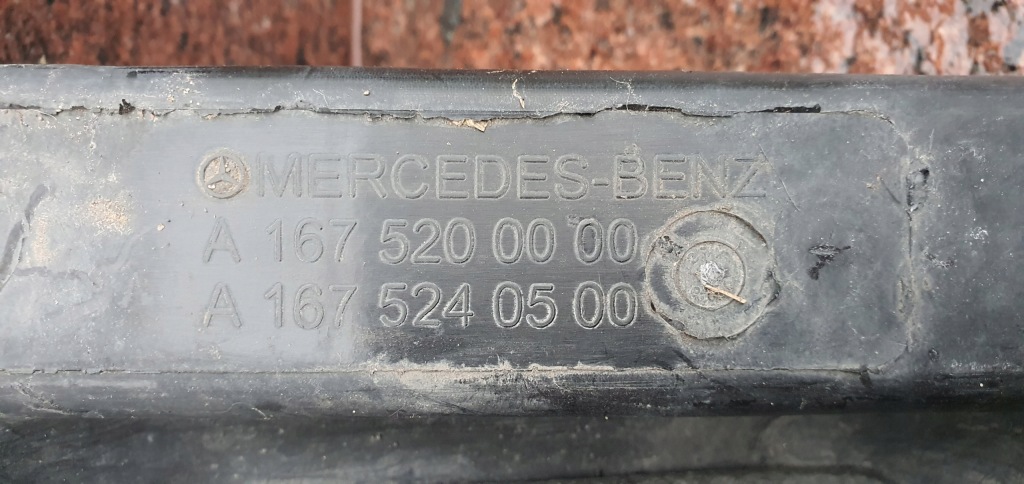 MERCEDES-BENZ
A 167 520 00 00
A 167 524 05 00